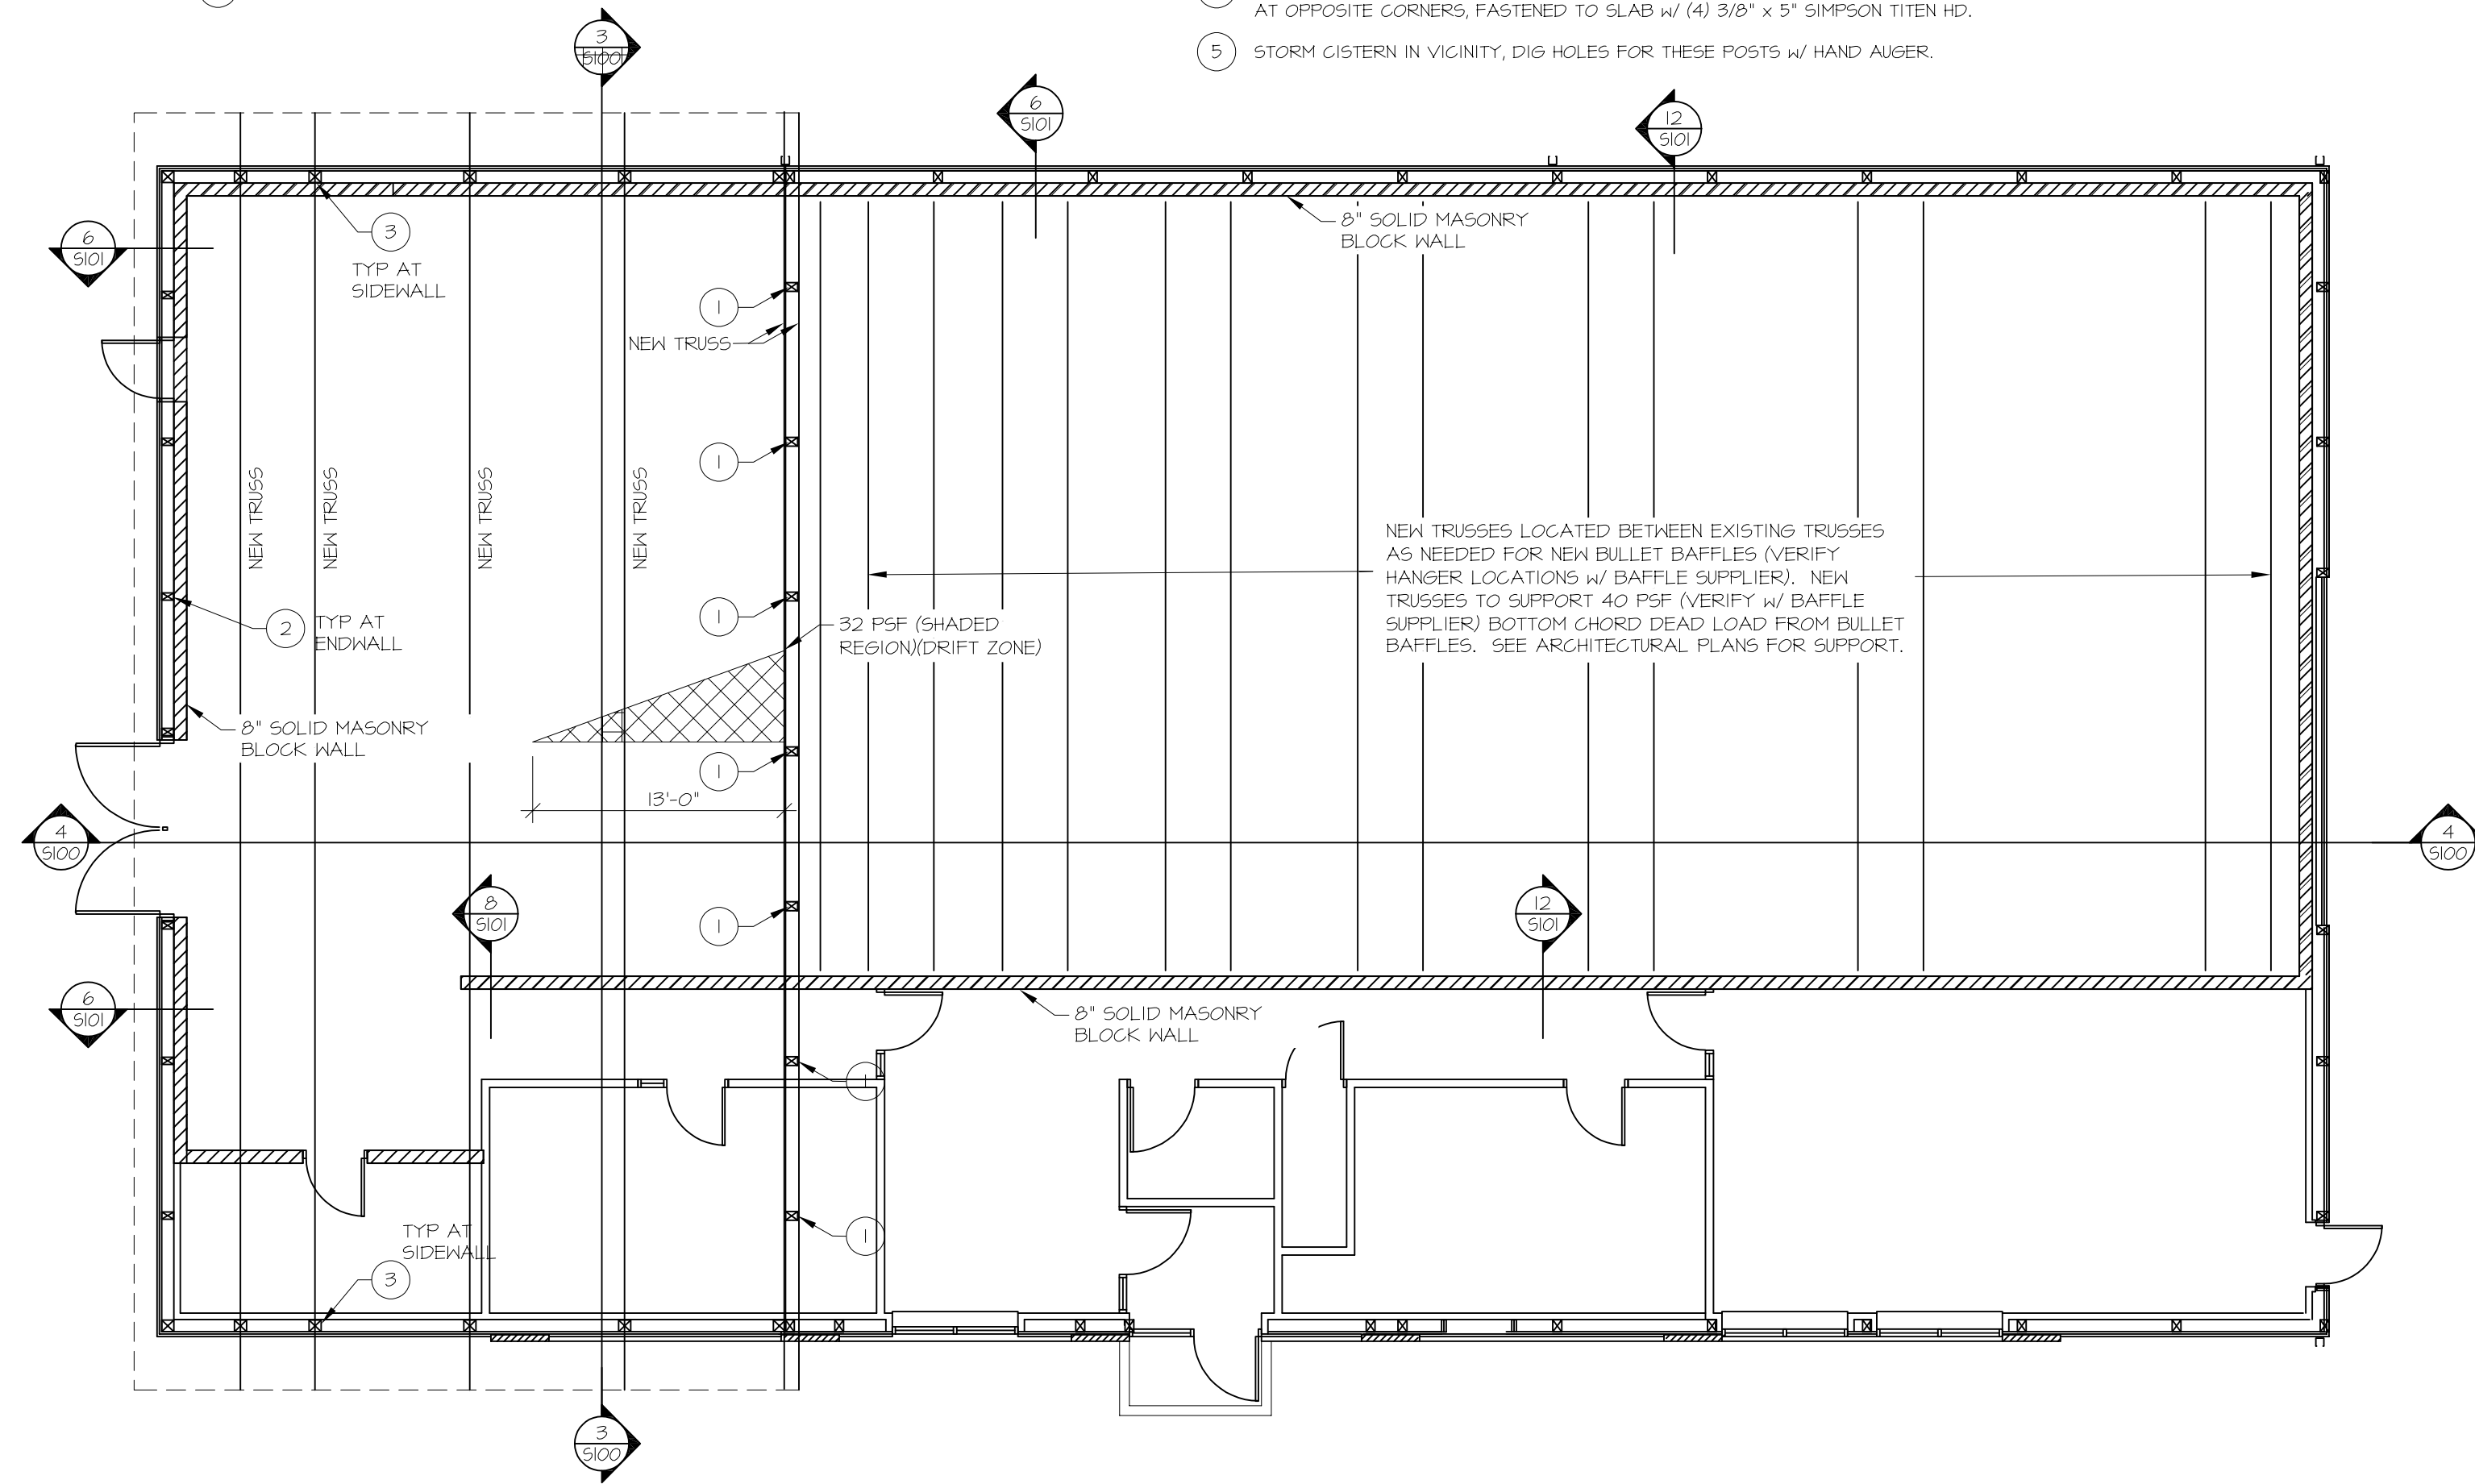 AT OPPOSITE CORNERS, FASTENED TO SLAB w/ (4) 3/8" x 5" SIMPSON TITEN HD.
5 STORM CISTERN IN VICINITY, DIG HOLES FOR THESE POSTS w/ HAND AUGER.
3
S100
6
S101
12
S101
8" SOLID MASONRY
BLOCK WALL
3
TYP AT
SIDEWALL
6
S101
1
NEW TRUSS
1
NEW TRUSS
NEW TRUSS
NEW TRUSS
NEW TRUSS
NEW TRUSSES LOCATED BETWEEN EXISTING TRUSSES
AS NEEDED FOR NEW BULLET BAFFLES (VERIFY
HANGER LOCATIONS w/ BAFFLE SUPPLIER). NEW
TRUSSES TO SUPPORT 40 PSF (VERIFY w/ BAFFLE
SUPPLIER) BOTTOM CHORD DEAD LOAD FROM BULLET
BAFFLES. SEE ARCHITECTURAL PLANS FOR SUPPORT.
1
2
TYP AT
ENDWALL
32 PSF (SHADED
REGION)(DRIFT ZONE)
8" SOLID MASONRY
BLOCK WALL
1
13'-0"
4
S100
4
S100
8
S101
1
12
S101
6
S101
8" SOLID MASONRY
BLOCK WALL
1
1
TYP AT
SIDEWALL
3
3
S100